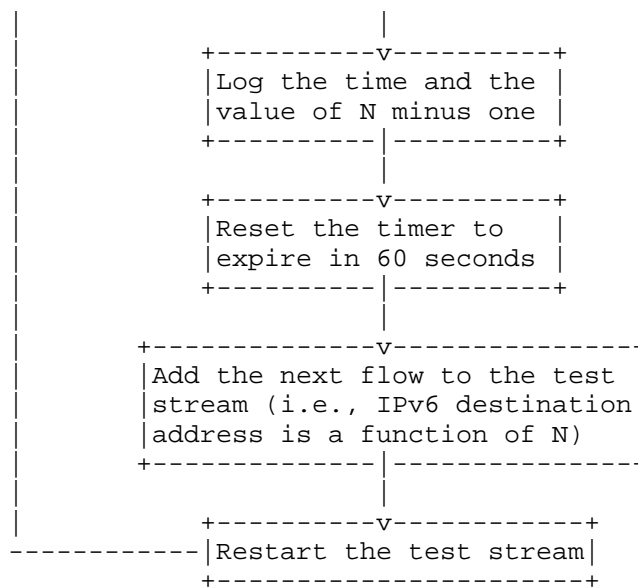 Log the time and the
value of N minus one
Reset the timer to
expire in 60 seconds
Add the next flow to the test
stream (i.e., IPv6 destination
address is a function of N)
Restart the test stream